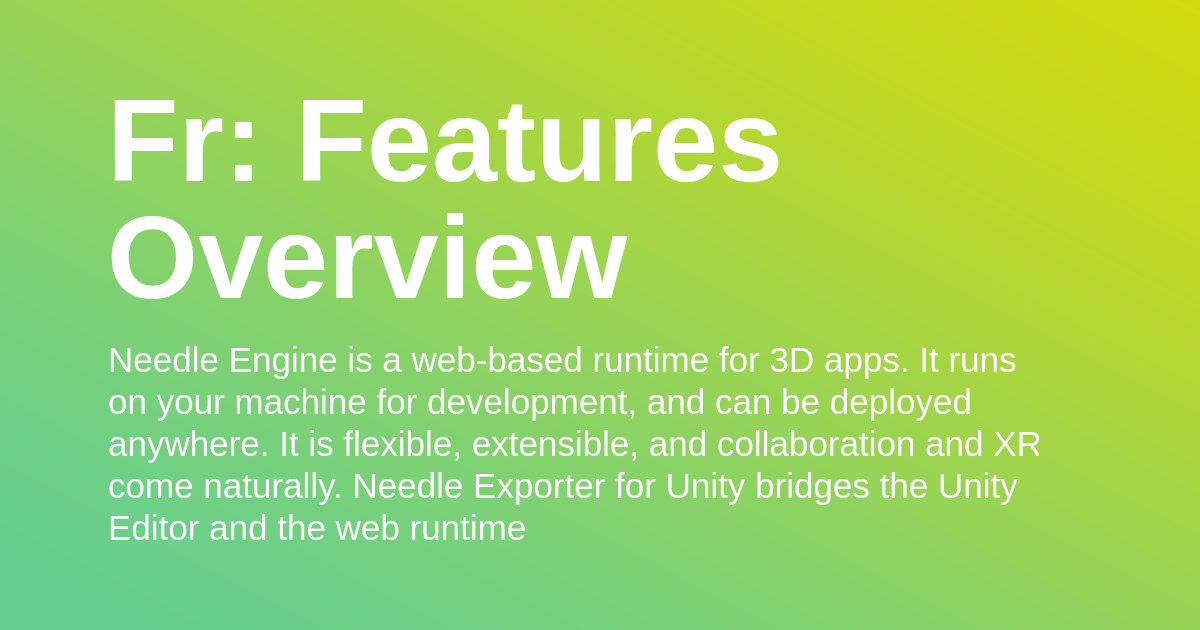 Fr: Features
Overview
Needle Engine is a web-based runtime for 3D apps. It runs
on your machine for development, and can be deployed
anywhere. It is flexible, extensible, and collaboration and XR
come naturally. Needle Exporter for Unity bridges the Unity
Editor and the web runtime